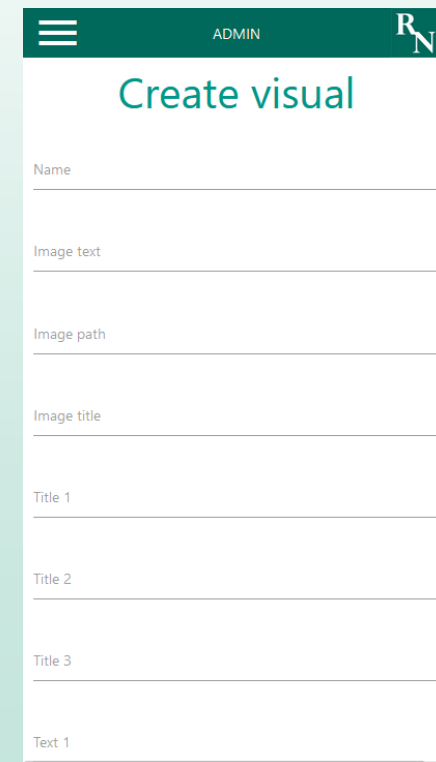 ADMIN
RN
Create visual
Name
Image text
Image path
Image title
Title 1
Title 2
Title 3
Text 1